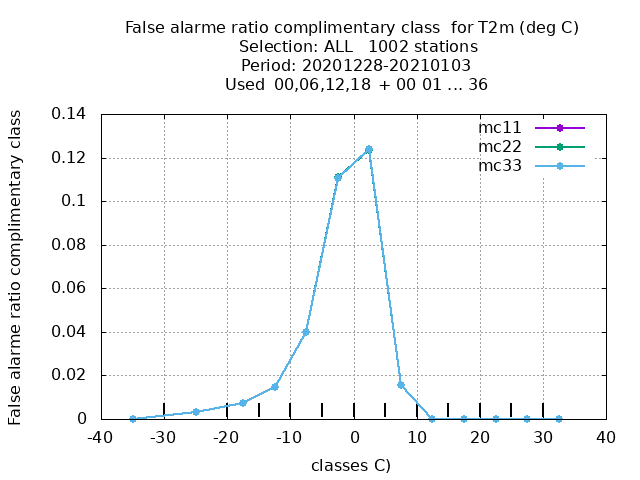 False alarme ratio complimentary class  for T2m (deg C)
Selection: ALL   1002 stations
Period: 20201228-20210103
Used  00,06,12,18  + 00 01 ... 36
False alarme ratio complimentary class
0.14
0.12
0.1
0.08
0.06
0.04
0.02
0
mc11
mc22
mc33
-40 -30 -20 -10 0 10 20 30 40
classes C)